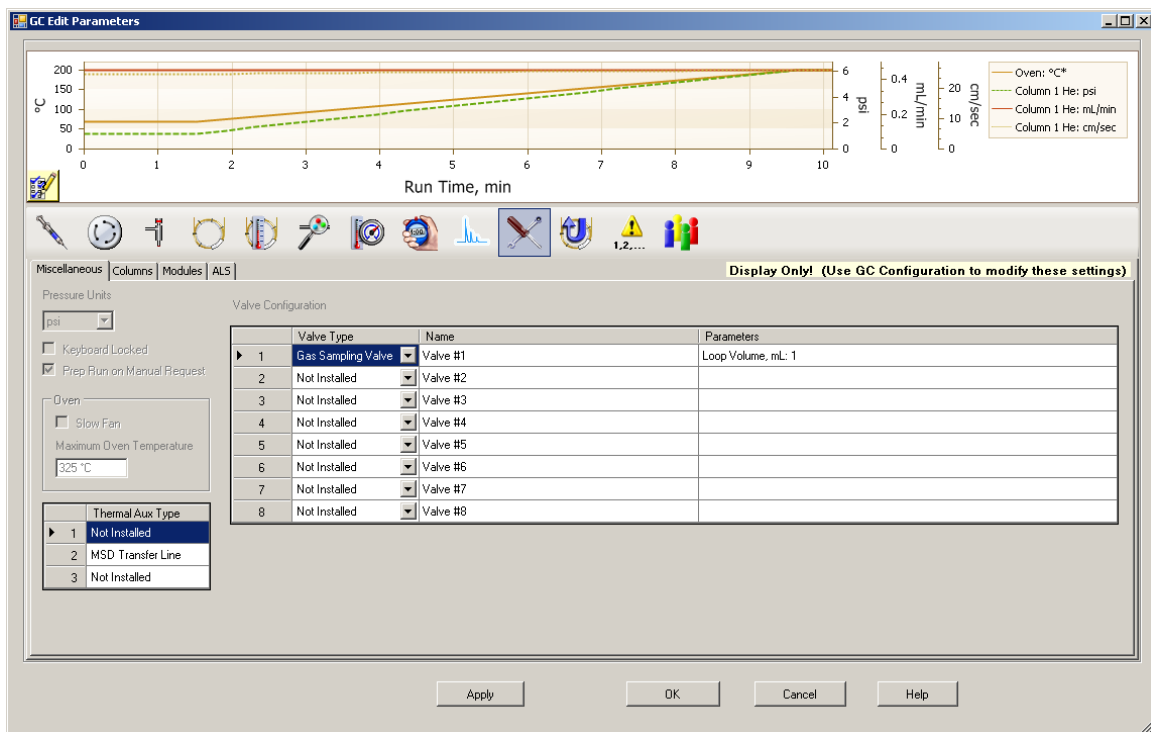 GC Edit Parameters
200
150
100
50
0
°C
0 1 2 3 4 5 6 7 8 9 10
Run Time, min
6
4
2
0
psi
0.4
0.2
0
mL/min
20
10
0
cm/sec
Oven: °C*
Column 1 He: psi
Column 1 He: mL/min
Column 1 He: cm/sec
1,2,...
Miscellaneous Columns Modules ALS
Display Only! (Use GC Configuration to modify these settings)
Pressure Units
psi
Keyboard Locked
Prep Run on Manual Request
Oven
Slow Fan
Maximum Oven Temperature
325 °C
Thermal Aux Type
1 Not Installed
2 MSD Transfer Line
3 Not Installed
Valve Configuration
Valve Type Name Parameters
1 Gas Sampling Valve Valve #1 Loop Volume, mL: 1
2 Not Installed Valve #2
3 Not Installed Valve #3
4 Not Installed Valve #4
5 Not Installed Valve #5
6 Not Installed Valve #6
7 Not Installed Valve #7
8 Not Installed Valve #8
Apply OK Cancel Help